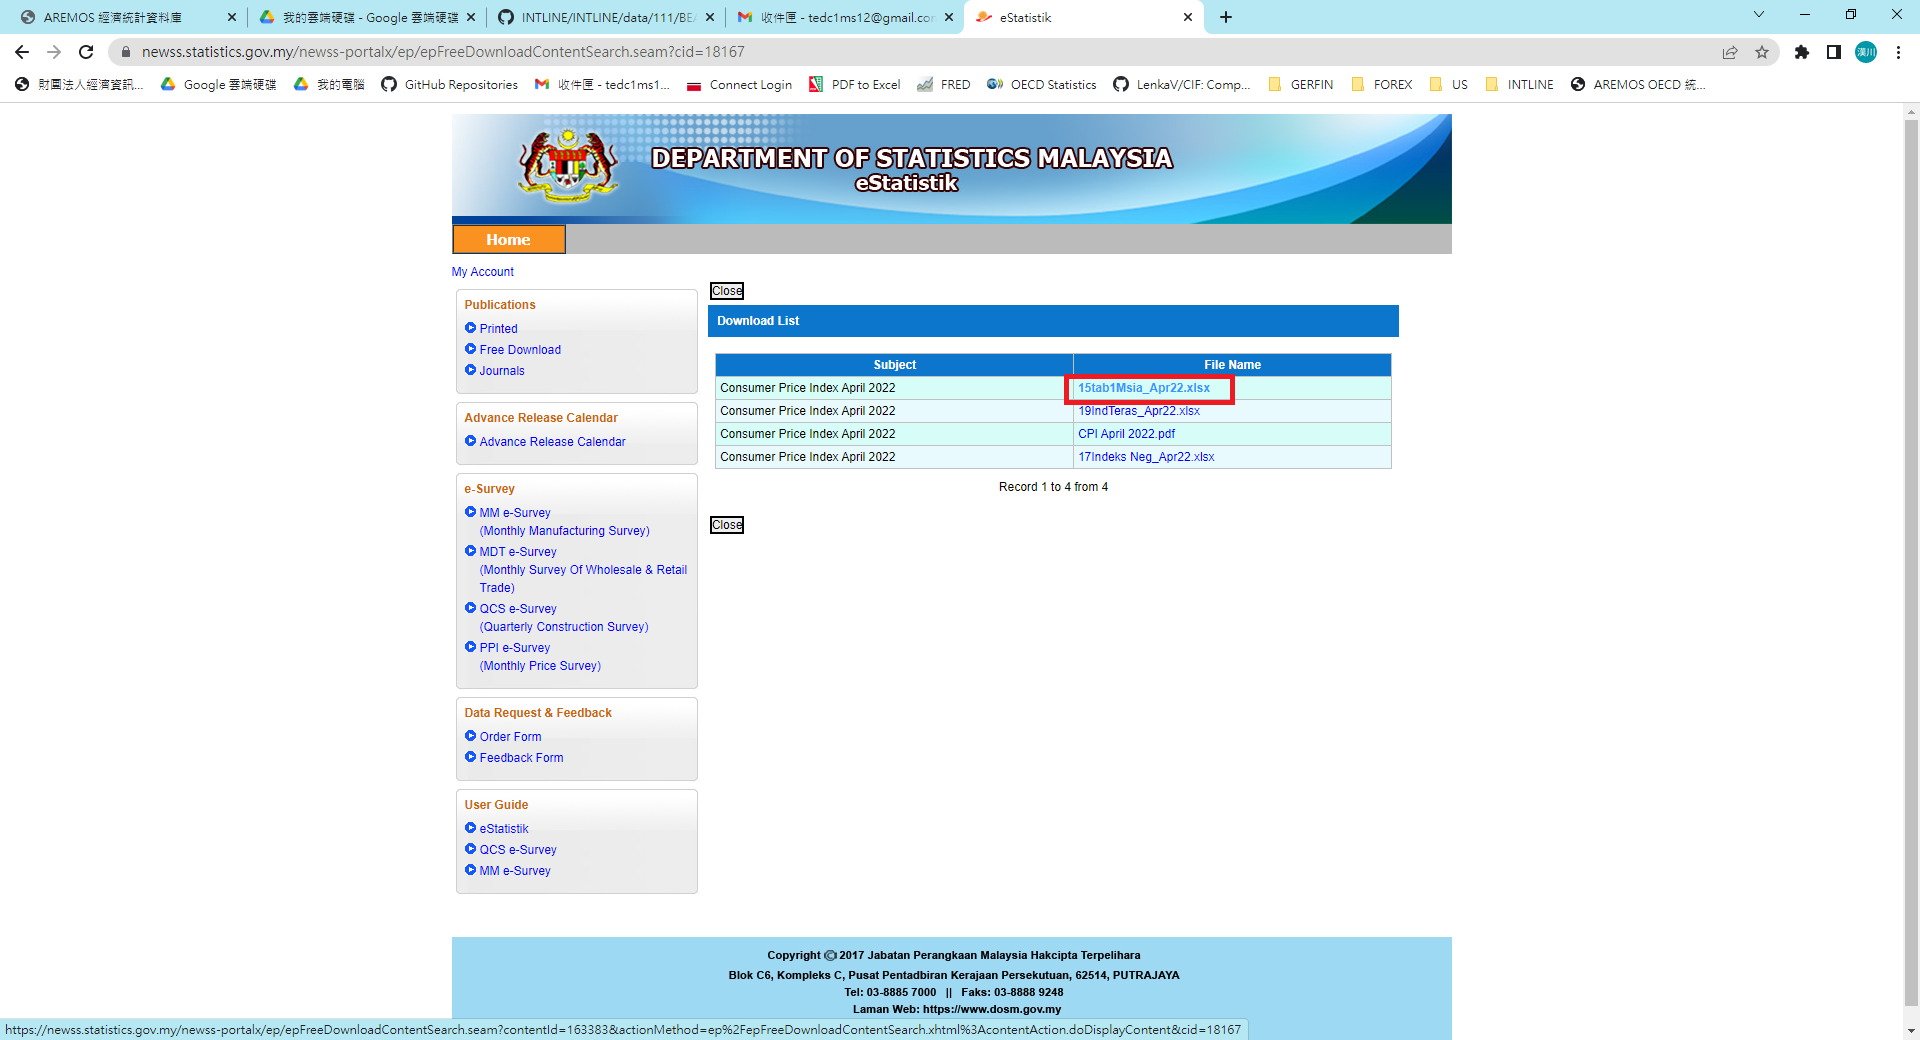 AREMOS 經濟統計資料庫
我的雲端硬碟 - Google 雲端硬碟
INTLINE/INTLINE/data/111/BEA
收件匣 - tedc1ms12@gmail.com
eStatistik
newss.statistics.gov.my/newss-portalx/ep/epFreeDownloadContentSearch.seam?cid=18167
漢川
財團法人經濟資訊...
Google 雲端硬碟
我的電腦
GitHub Repositories
收件匣 - tedc1ms1...
Connect Login
PDF to Excel
FRED
OECD Statistics
LenkaV/CIF: Comp...
GERFIN
FOREX
US
INTLINE
AREMOS OECD 統...
DEPARTMENT OF STATISTICS MALAYSIA
eStatistik
Home
My Account
Publications
Printed
Free Download
Journals
Advance Release Calendar
Advance Release Calendar
e-Survey
MM e-Survey
(Monthly Manufacturing Survey)
MDT e-Survey
(Monthly Survey Of Wholesale & Retail
Trade)
QCS e-Survey
(Quarterly Construction Survey)
PPI e-Survey
(Monthly Price Survey)
Data Request & Feedback
Order Form
Feedback Form
User Guide
eStatistik
QCS e-Survey
MM e-Survey
Close
Download List
Subject File Name
Consumer Price Index April 2022 15tab1Msia_Apr22.xlsx
Consumer Price Index April 2022 19IndTeras_Apr22.xlsx
Consumer Price Index April 2022 CPI April 2022.pdf
Consumer Price Index April 2022 17Indeks Neg_Apr22.xlsx
Record 1 to 4 from 4
Close
Copyright © 2017 Jabatan Perangkaan Malaysia Hakcipta Terpelihara
Blok C6, Kompleks C, Pusat Pentadbiran Kerajaan Persekutuan, 62514, PUTRAJAYA
Tel: 03-8885 7000 || Faks: 03-8888 9248
Laman Web: https://www.dosm.gov.my
https://newss.statistics.gov.my/newss-portalx/ep/epFreeDownloadContentSearch.seam?contentId=163383&actionMethod=ep%2FepFreeDownloadContentSearch.xhtml%3AcontentAction.doDisplayContent&cid=18167